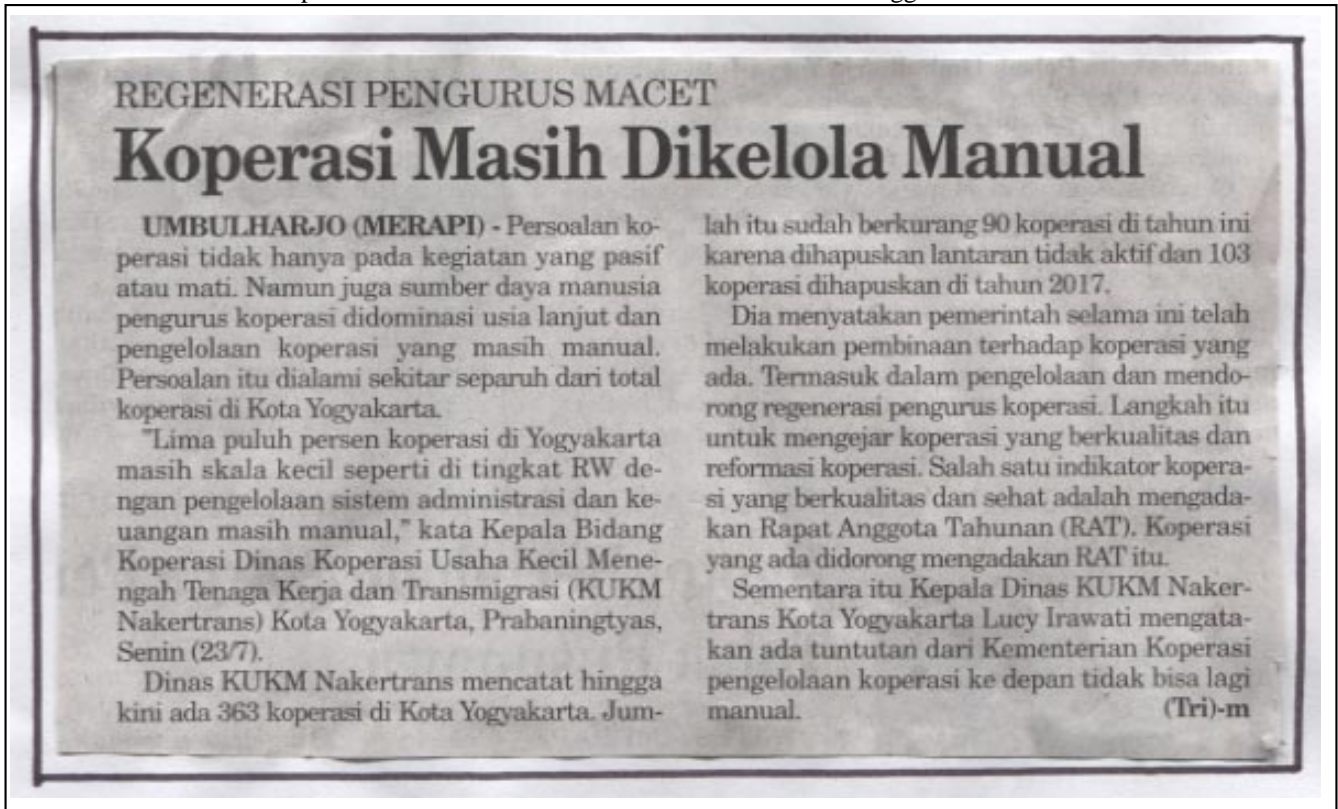 REGENERASI PENGURUS MACET
Koperasi Masih Dikelola Manual
UMBULHARJO (MERAPI) - Persoalan ko-
perasi tidak hanya pada kegiatan yang pasif
atau mati. Namun juga sumber daya manusia
pengurus koperasi didominasi usia lanjut dan
pengelolaan koperasi yang masih manual.
Persoalan itu dialami sekitar separuh dari total
koperasi di Kota Yogyakarta.
"Lima puluh persen koperasi di Yogyakarta
masih skala kecil seperti di tingkat RW de-
ngan pengelolaan sistem administrasi dan ke-
uangan masih manual," kata Kepala Bidang
Koperasi Dinas Koperasi Usaha Kecil Mene-
ngah Tenaga Kerja dan Transmigrasi (KUKM
Nakertrans) Kota Yogyakarta, Prabaningtyas,
Senin (23/7).
Dinas KUKM Nakertrans mencatat hingga
kini ada 363 koperasi di Kota Yogyakarta. Jum-
lah itu sudah berkurang 90 koperasi di tahun ini
karena dihapuskan lantaran tidak aktif dan 103
koperasi dihapuskan di tahun 2017.
Dia menyatakan pemerintah selama ini telah
melakukan pembinaan terhadap koperasi yang
ada. Termasuk dalam pengelolaan dan mendo-
rong regenerasi pengurus koperasi. Langkah itu
untuk mengejar koperasi yang berkualitas dan
reformasi koperasi. Salah satu indikator kopera-
si yang berkualitas dan sehat adalah mengada-
kan Rapat Anggota Tahunan (RAT). Koperasi
yang ada didorong mengadakan RAT itu.
Sementara itu Kepala Dinas KUKM Naker-
trans Kota Yogyakarta Lucy Irawati mengata-
kan ada tuntutan dari Kementerian Koperasi
pengelolaan koperasi ke depan tidak bisa lagi
manual. (Tri)-m